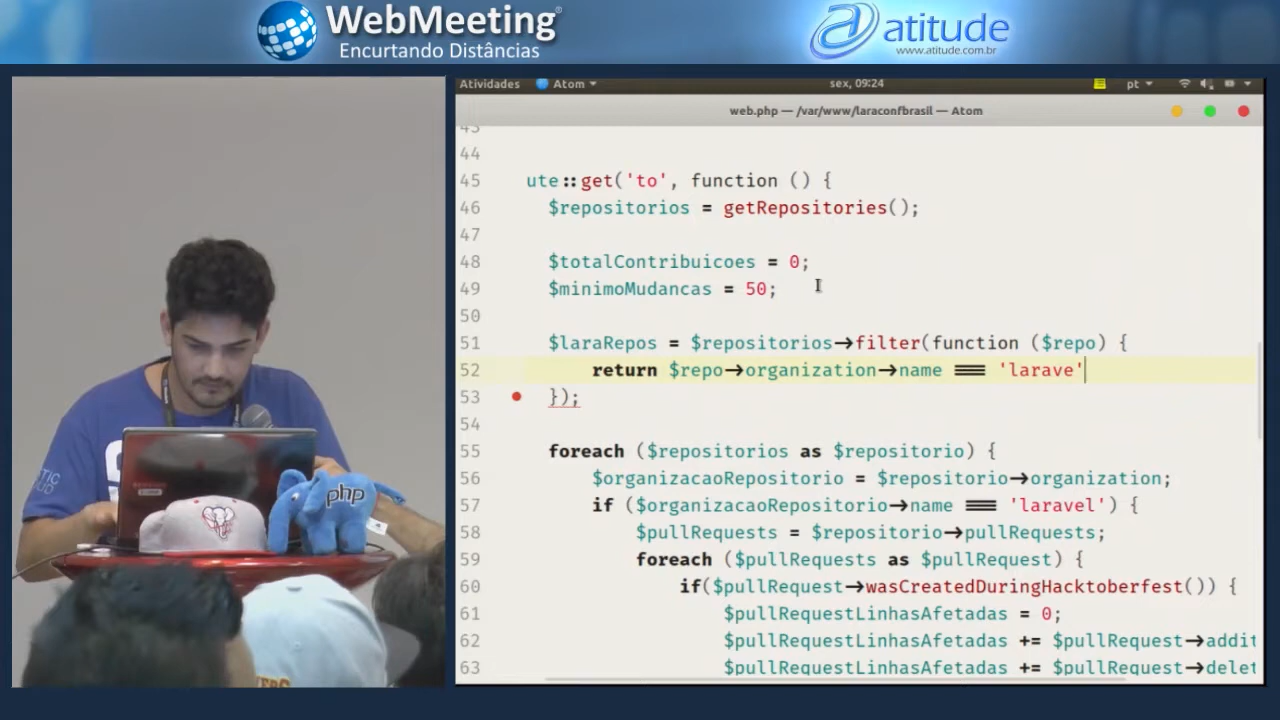 WebMeeting®
Encurtando Distâncias
atitude
www.atitude.com.br
php
Atividades Atom sex, 09:24 pt
web.php — /var/www/laraconfbrasil — Atom
43
44
45 ute::get('to', function () {
46 $repositorios = getRepositories();
47
48 $totalContribuicoes = 0;
49 $minimoMudancas = 50;
50
51 $laraRepos = $repositorios->filter(function ($repo) {
52 return $repo->organization->name === 'larave'
53 });
54
55 foreach ($repositorios as $repositorio) {
56 $organizacaoRepositorio = $repositorio->organization;
57 if ($organizacaoRepositorio->name === 'laravel') {
58 $pullRequests = $repositorio->pullRequests;
59 foreach ($pullRequests as $pullRequest) {
60 if($pullRequest->wasCreatedDuringHacktoberfest()) {
61 $pullRequestLinhasAfetadas = 0;
62 $pullRequestLinhasAfetadas += $pullRequest->addit
63 $pullRequestLinhasAfetadas += $pullRequest->delet